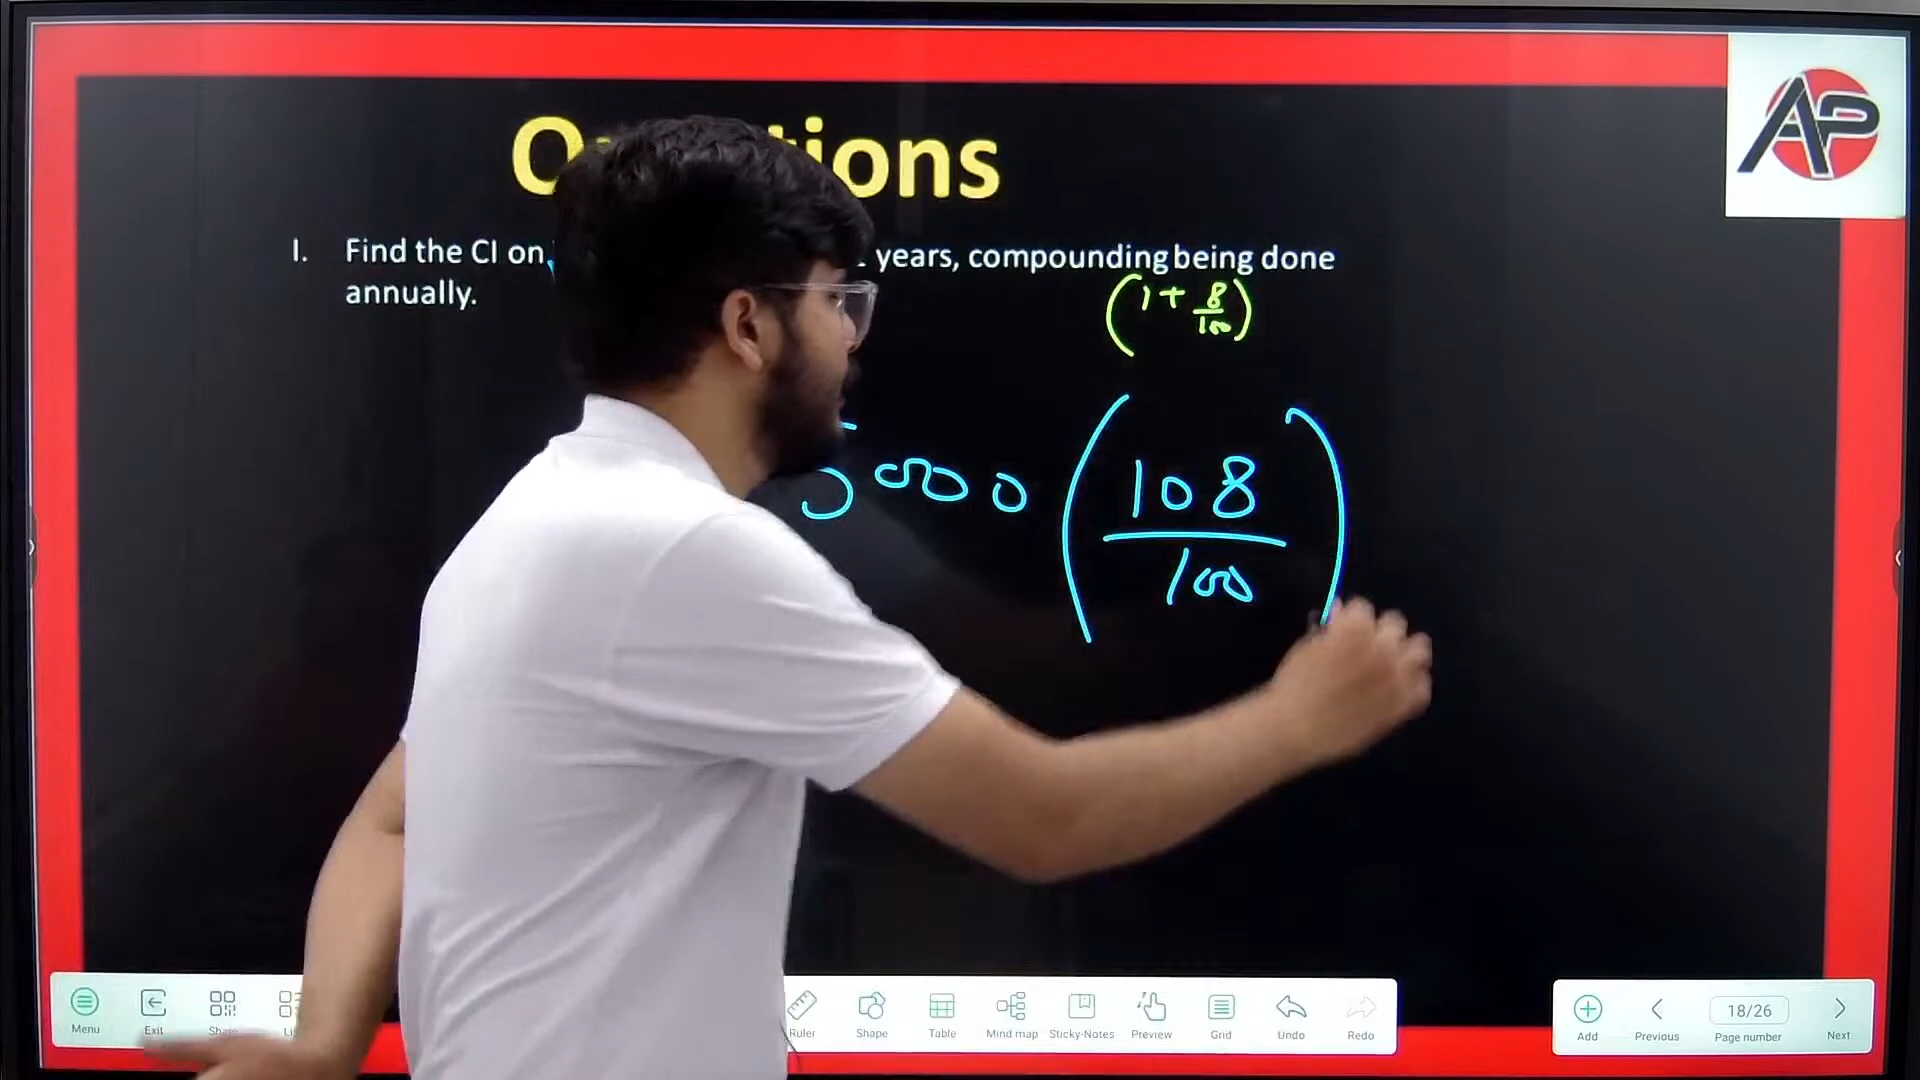 AP
tions
I. Find the CI on years, compounding being done
annually.
(1 + 8/100)
5000 (108/100)
Menu Exit Ruler Shape Table Mind map Sticky-Notes Preview Grid Undo Redo
Add Previous 18/26 Page number Next